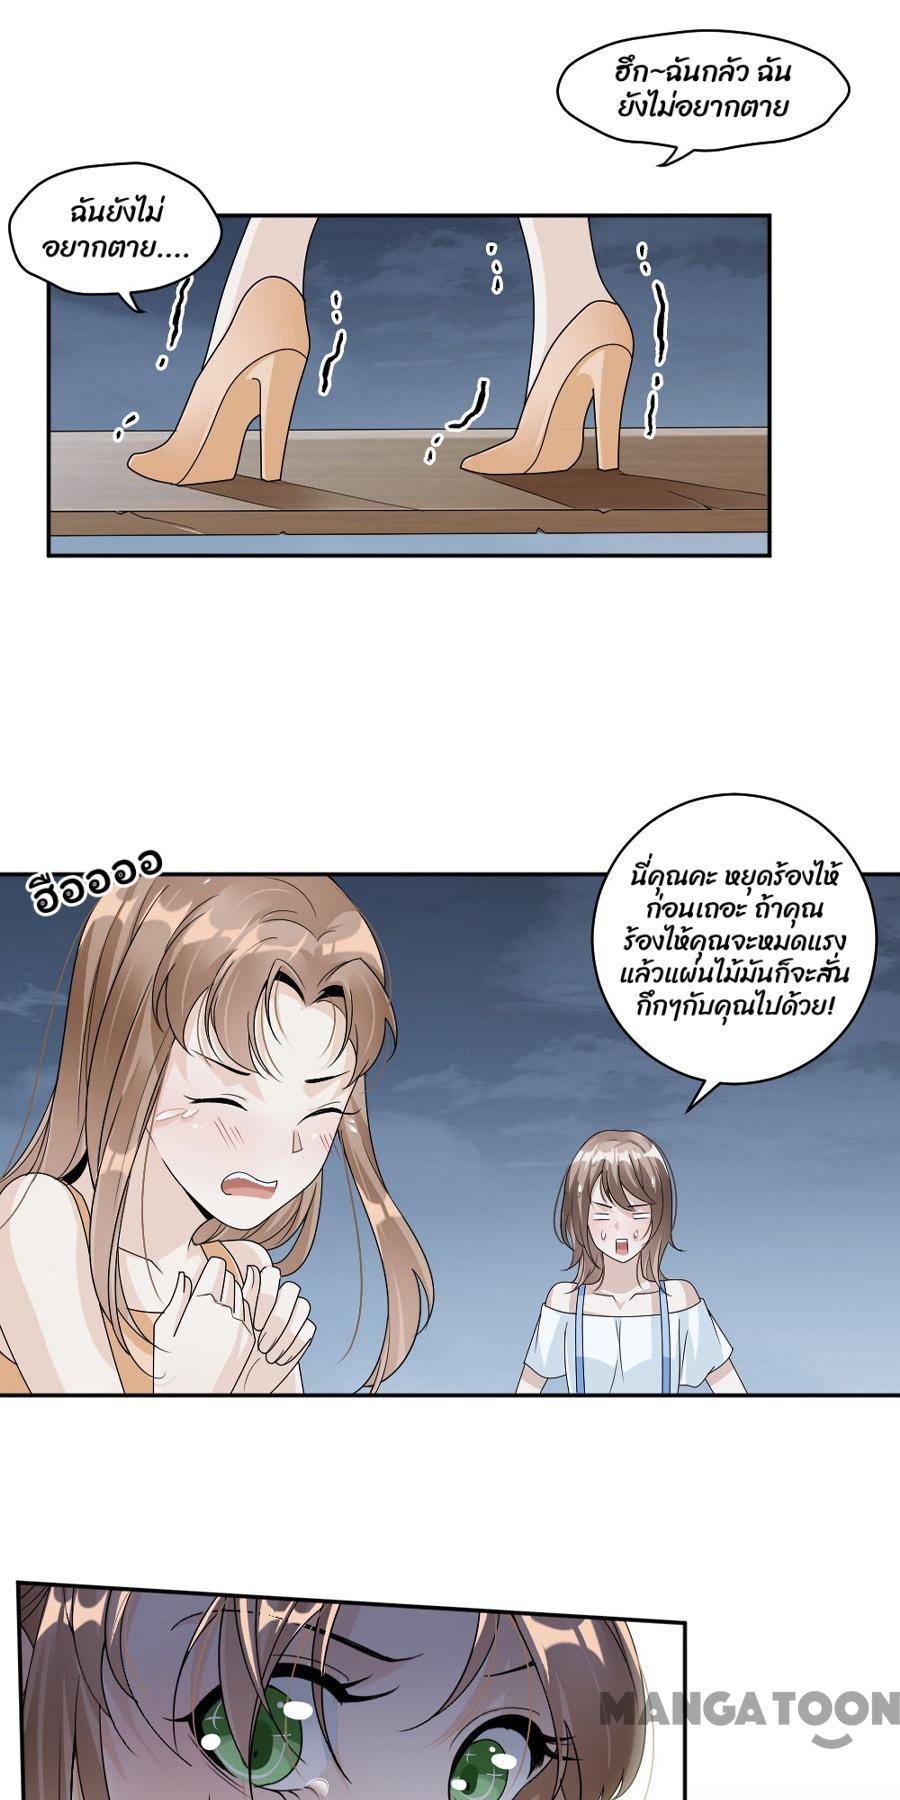 ฮึก~ฉันกลัว ฉัน
ยังไม่อยากตาย
ฉันยังไม่
อยากตาย....
ฮืออออ
นี่คุณคะ หยุดร้องไห้
ก่อนเถอะ ถ้าคุณ
ร้องไห้คุณจะหมดแรง
แล้วแผ่นไม้มันก็จะสั่น
กึกๆกับคุณไปด้วย!
MANGATOON